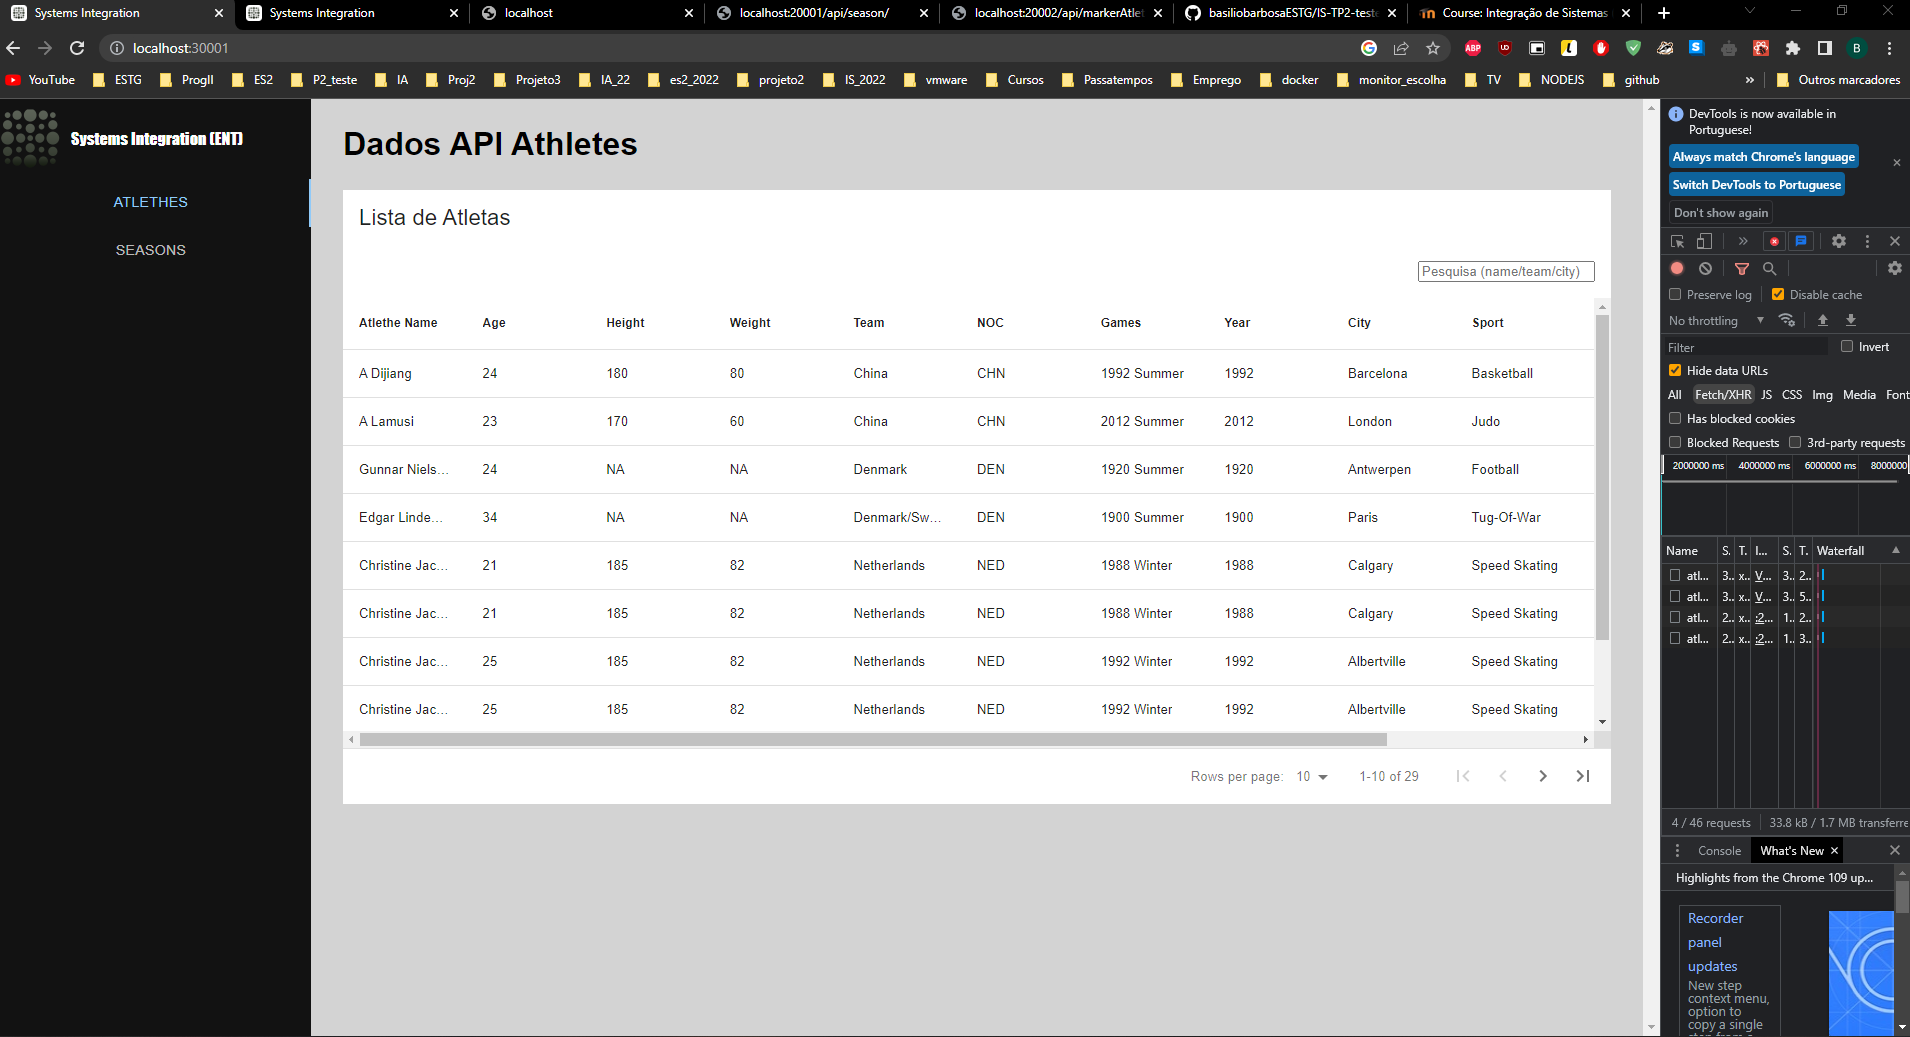 Systems Integration
Systems Integration
localhost
localhost:20001/api/season/
localhost:20002/api/markerAtle
basiliobarbosaESTG/IS-TP2-teste
Course: Integração de Sistemas
localhost:30001
YouTube
ESTG
ProgII
ES2
P2_teste
IA
Proj2
Projeto3
IA_22
es2_2022
projeto2
IS_2022
vmware
Cursos
Passatempos
Emprego
docker
monitor_escolha
TV
NODEJS
github
»
Outros marcadores
Systems Integration (ENT)
ATLETHES
SEASONS
Dados API Athletes
Lista de Atletas
Pesquisa (name/team/city)
Atlethe Name Age Height Weight Team NOC Games Year City Sport
A Dijiang 24 180 80 China CHN 1992 Summer 1992 Barcelona Basketball
A Lamusi 23 170 60 China CHN 2012 Summer 2012 London Judo
Gunnar Niels... 24 NA NA Denmark DEN 1920 Summer 1920 Antwerpen Football
Edgar Linde... 34 NA NA Denmark/Sw... DEN 1900 Summer 1900 Paris Tug-Of-War
Christine Jac... 21 185 82 Netherlands NED 1988 Winter 1988 Calgary Speed Skating
Christine Jac... 21 185 82 Netherlands NED 1988 Winter 1988 Calgary Speed Skating
Christine Jac... 25 185 82 Netherlands NED 1992 Winter 1992 Albertville Speed Skating
Christine Jac... 25 185 82 Netherlands NED 1992 Winter 1992 Albertville Speed Skating
Rows per page: 10 1-10 of 29
DevTools is now available in
Portuguese!
Always match Chrome's language
Switch DevTools to Portuguese
Don't show again
Preserve log Disable cache
No throttling
Filter Invert
Hide data URLs
All Fetch/XHR JS CSS Img Media Font
Has blocked cookies
Blocked Requests 3rd-party requests
2000000 ms 4000000 ms 6000000 ms 8000000
Name S. T. I... S. T. Waterfall
atl... 3.. x.. V... 3.. 2..
atl... 3.. x.. V... 3.. 5..
atl... 2.. x.. :2... 1.. 2..
atl... 2.. x.. :2... 1.. 3..
4 / 46 requests 33.8 kB / 1.7 MB transferre
Console What's New
Highlights from the Chrome 109 up...
Recorder
panel
updates
New step
context menu,
option to
copy a single